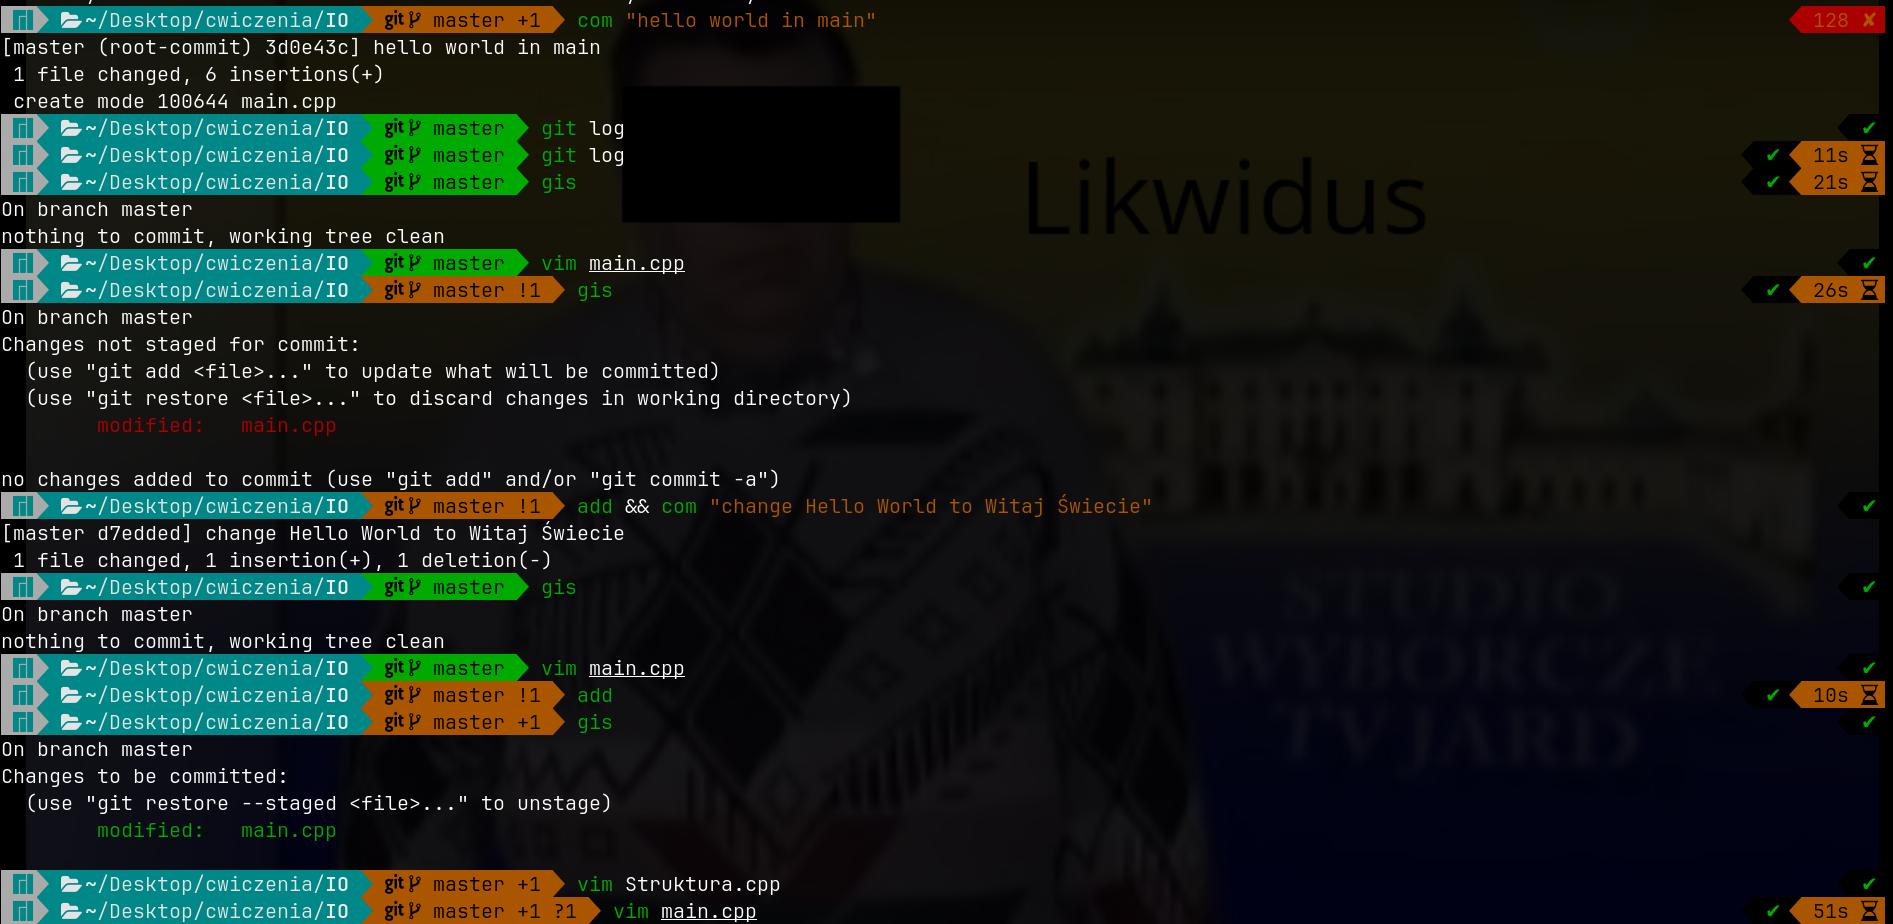 ~/Desktop/cwiczenia/IO git master +1 com "hello world in main" 128 ✘
[master (root-commit) 3d0e43c] hello world in main
1 file changed, 6 insertions(+)
create mode 100644 main.cpp
~/Desktop/cwiczenia/IO git master git log ✔
~/Desktop/cwiczenia/IO git master git log ✔ 11s
~/Desktop/cwiczenia/IO git master gis ✔ 21s
Likwidus
On branch master
nothing to commit, working tree clean
~/Desktop/cwiczenia/IO git master vim main.cpp ✔
~/Desktop/cwiczenia/IO git master !1 gis ✔ 26s
On branch master
Changes not staged for commit:
(use "git add <file>..." to update what will be committed)
(use "git restore <file>..." to discard changes in working directory)
modified: main.cpp
no changes added to commit (use "git add" and/or "git commit -a")
~/Desktop/cwiczenia/IO git master !1 add && com "change Hello World to Witaj Świecie" ✔
[master d7edded] change Hello World to Witaj Świecie
1 file changed, 1 insertion(+), 1 deletion(-)
~/Desktop/cwiczenia/IO git master gis ✔
On branch master
nothing to commit, working tree clean
STUDIO
WYBORCZE
TV JARD
~/Desktop/cwiczenia/IO git master vim main.cpp ✔
~/Desktop/cwiczenia/IO git master !1 add ✔ 10s
~/Desktop/cwiczenia/IO git master +1 gis ✔
On branch master
Changes to be committed:
(use "git restore --staged <file>..." to unstage)
modified: main.cpp
~/Desktop/cwiczenia/IO git master +1 vim Struktura.cpp ✔
~/Desktop/cwiczenia/IO git master +1 ?1 vim main.cpp ✔ 51s